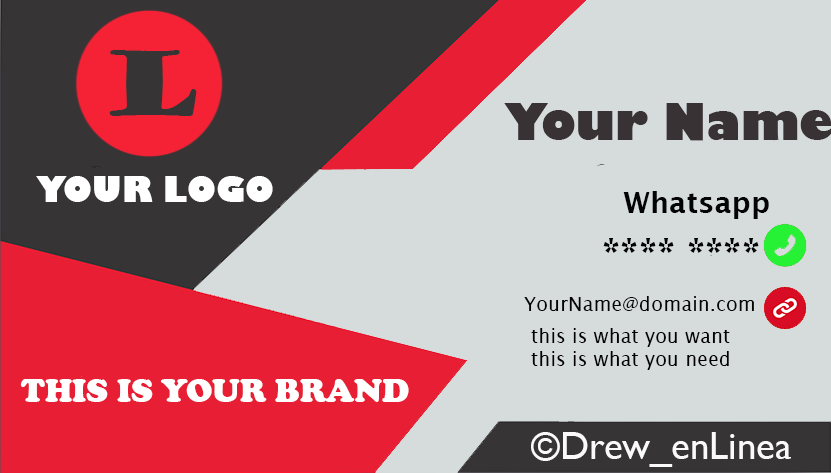 L
YOUR LOGO
THIS IS YOUR BRAND
Your Name
Whatsapp
**** ****
YourName@domain.com
this is what you want
this is what you need
©Drew_enLinea